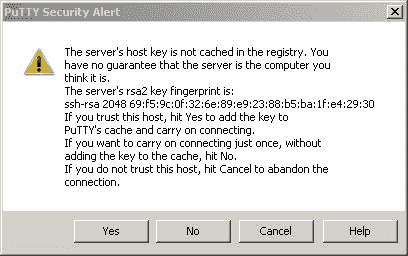 PuTTY Security Alert
The server's host key is not cached in the registry. You
have no guarantee that the server is the computer you
think it is.
The server's rsa2 key fingerprint is:
ssh-rsa 2048 69:f5:9c:0f:32:6e:89:e9:23:88:b5:ba:1f:e4:29:30
If you trust this host, hit Yes to add the key to
PuTTY's cache and carry on connecting.
If you want to carry on connecting just once, without
adding the key to the cache, hit No.
If you do not trust this host, hit Cancel to abandon the
connection.
Yes No Cancel Help